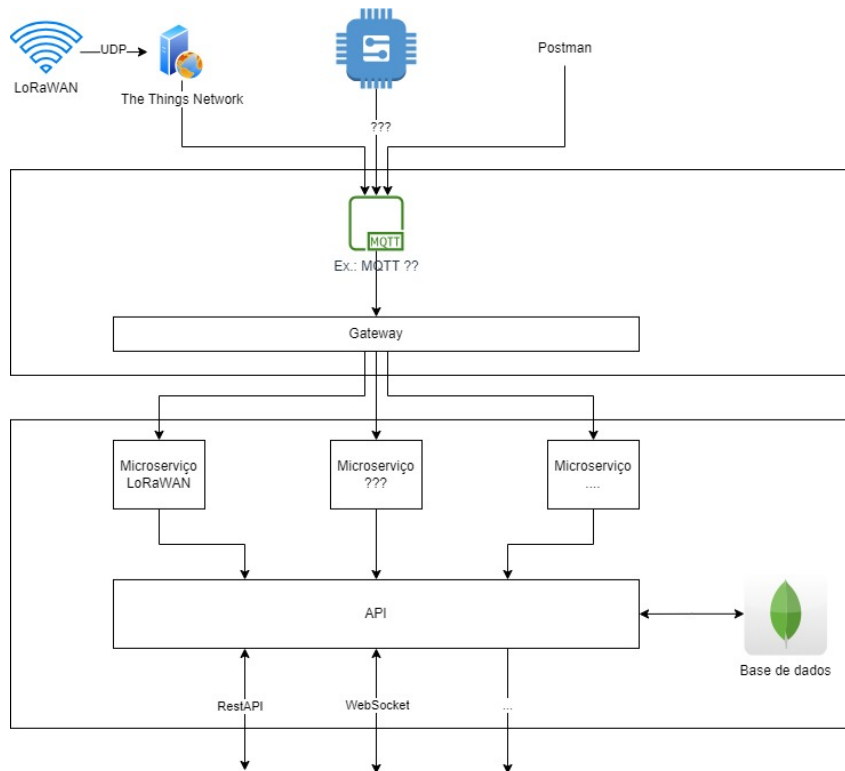 UDP
LoRaWAN
The Things Network
Postman
???
MQTT
Ex.: MQTT ??
Gateway
Microserviço
LoRaWAN
Microserviço
???
Microserviço
....
API
Base de dados
RestAPI
WebSocket
...